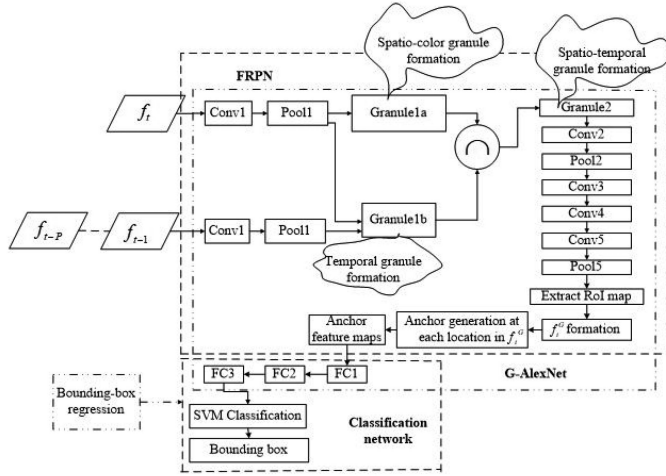 Spatio-color granule
formation
Spatio-temporal
granule formation
FRPN
f_t
Conv1
Pool1
Granule1a
∩
Granule2
Conv2
Pool2
Conv3
Conv4
Conv5
Pool5
Extract RoI map
f_{t-P}
f_{t-1}
Conv1
Pool1
Granule1b
Temporal granule
formation
Anchor
feature maps
Anchor generation at
each location in f_t^G
f_t^G formation
FC3
FC2
FC1
G-AlexNet
Bounding-box
regression
SVM Classification
Bounding box
Classification
network